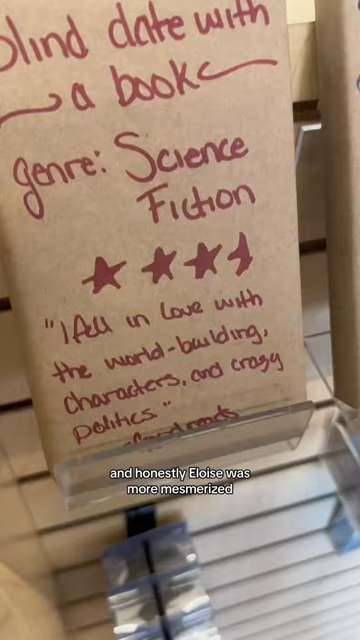 blind date with
a book
genre: Science
Fiction
"I fell in love with
the world-building,
characters, and crazy
politics"
goodreads
and honestly Eloise was
more mesmerized